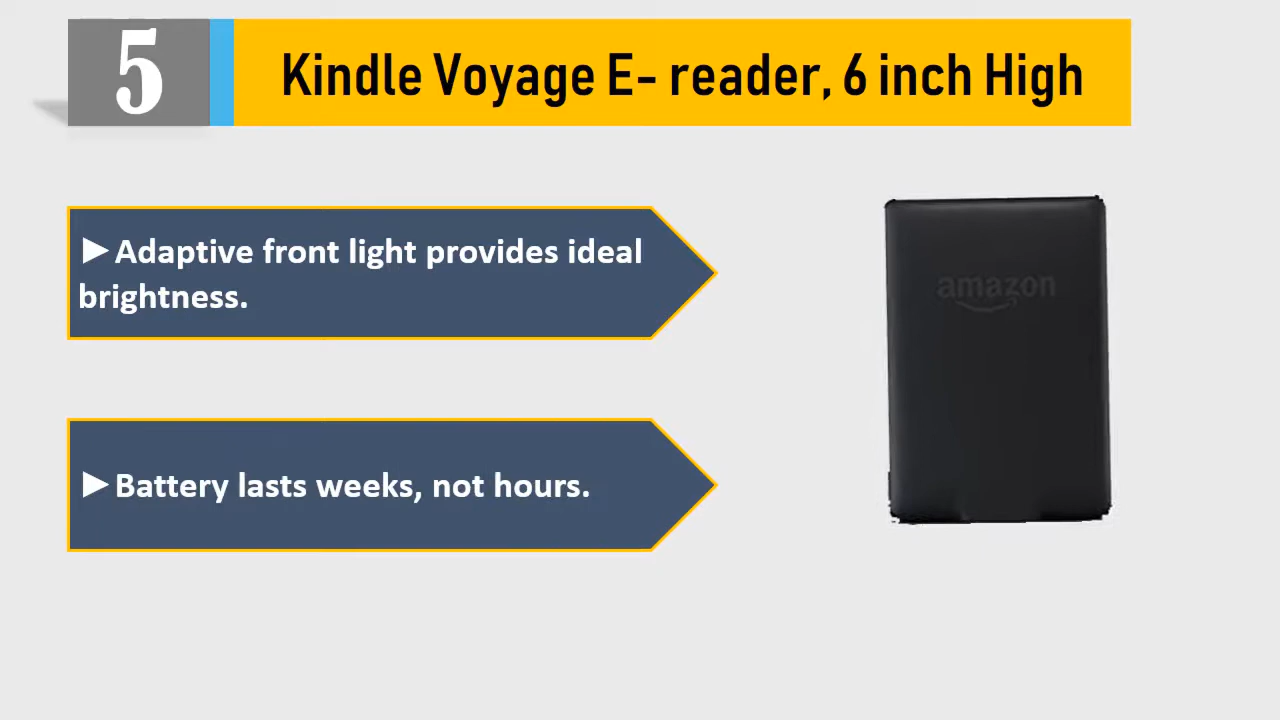 5
Kindle Voyage E- reader, 6 inch High
►Adaptive front light provides ideal
brightness.
►Battery lasts weeks, not hours.
amazon